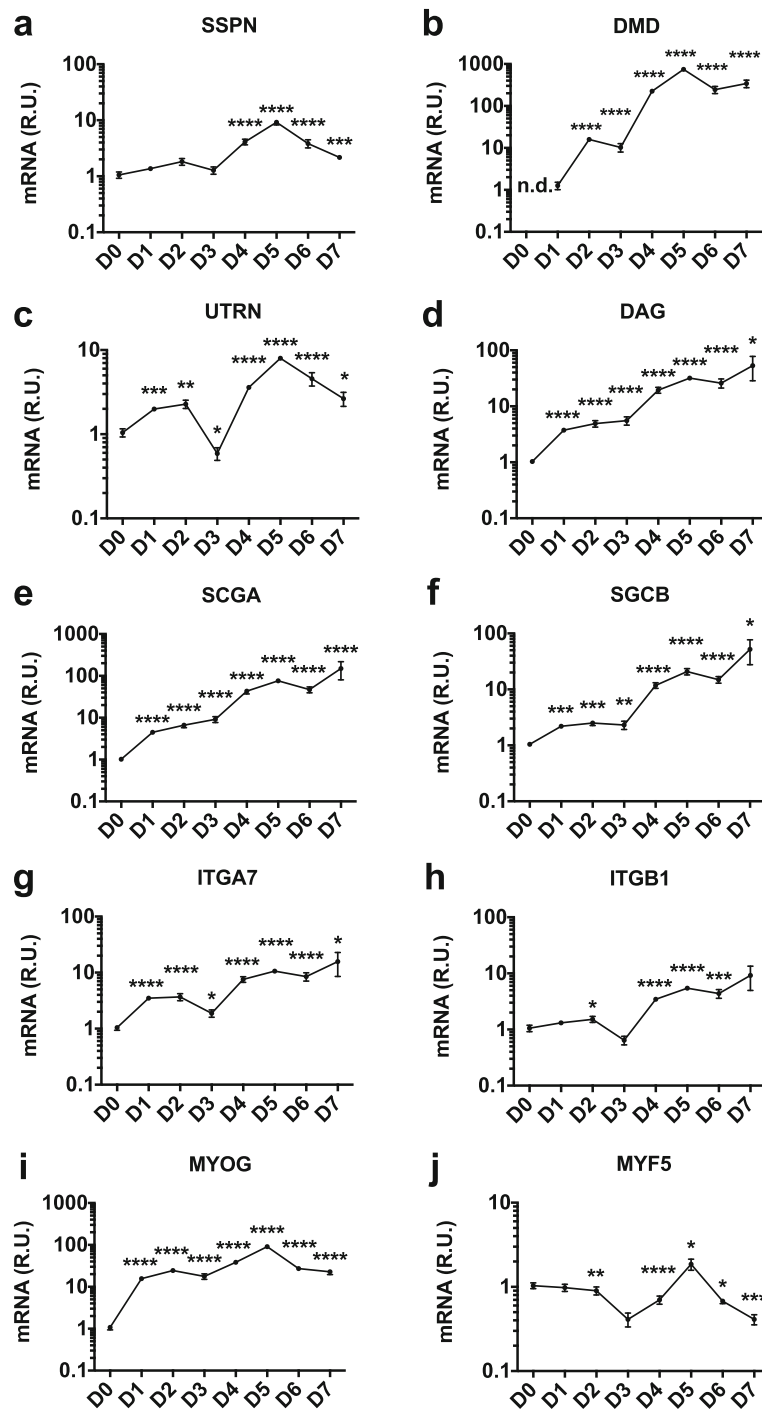 a SSPN
mRNA (R.U.)
100
10
1
0.1
**** **** **** ***
D0 D1 D2 D3 D4 D5 D6 D7
b DMD
mRNA (R.U.)
1000
100
10
1
0.1
n.d. **** **** **** **** **** ****
D0 D1 D2 D3 D4 D5 D6 D7
c UTRN
mRNA (R.U.)
10
1
0.1
*** ** * **** **** **** *
D0 D1 D2 D3 D4 D5 D6 D7
d DAG
mRNA (R.U.)
100
10
1
0.1
**** **** **** **** **** **** *
D0 D1 D2 D3 D4 D5 D6 D7
e SCGA
mRNA (R.U.)
1000
100
10
1
0.1
**** **** **** **** **** **** ****
D0 D1 D2 D3 D4 D5 D6 D7
f SGCB
mRNA (R.U.)
100
10
1
0.1
*** *** ** **** **** **** *
D0 D1 D2 D3 D4 D5 D6 D7
g ITGA7
mRNA (R.U.)
100
10
1
0.1
**** **** * **** **** **** *
D0 D1 D2 D3 D4 D5 D6 D7
h ITGB1
mRNA (R.U.)
100
10
1
0.1
* **** **** ***
D0 D1 D2 D3 D4 D5 D6 D7
i MYOG
mRNA (R.U.)
1000
100
10
1
0.1
**** **** **** **** **** **** ****
D0 D1 D2 D3 D4 D5 D6 D7
j MYF5
mRNA (R.U.)
10
1
0.1
** **** * * ***
D0 D1 D2 D3 D4 D5 D6 D7